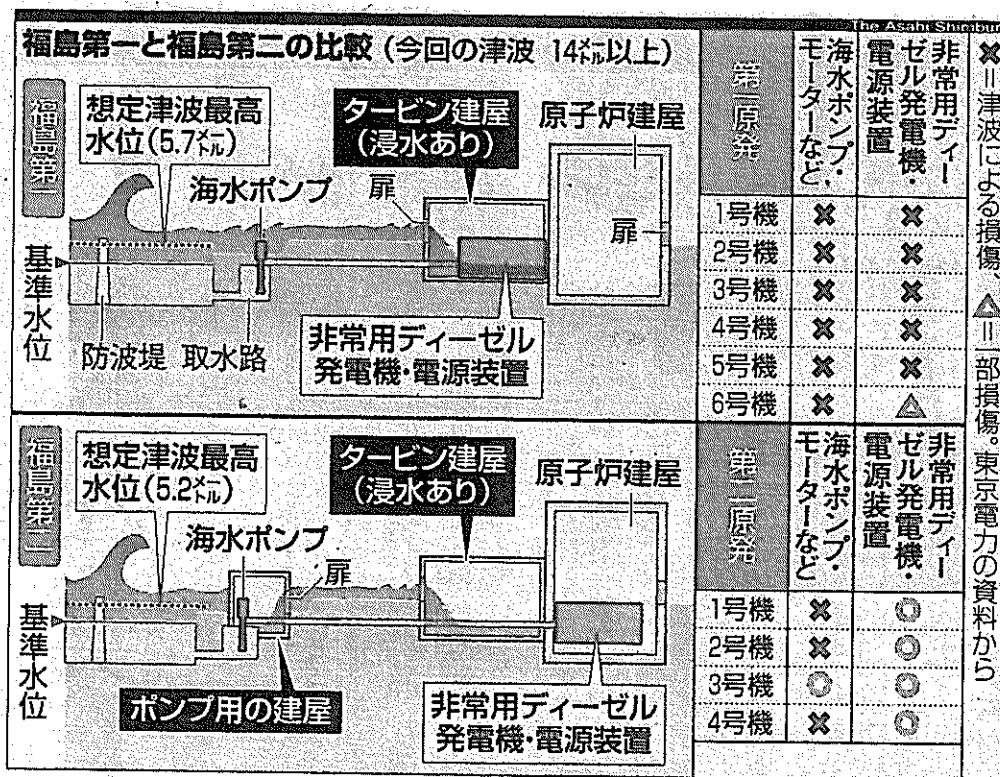 The Asahi Shimbun
福島第一と福島第二の比較(今回の津波 14メートル以上)
福島第一
想定津波最高
水位(5.7メートル)
海水ポンプ
扉
タービン建屋
(浸水あり)
原子炉建屋
扉
基準水位
防波堤
取水路
非常用ディーゼル
発電機・電源装置
第一原発
海水ポンプ・
モーターなど
非常用ディー
ゼル発電機・
電源装置
1号機 ✖ ✖
2号機 ✖ ✖
3号機 ✖ ✖
4号機 ✖ ✖
5号機 ✖ ✖
6号機 ✖ △
福島第二
想定津波最高
水位(5.2メートル)
海水ポンプ
扉
タービン建屋
(浸水あり)
原子炉建屋
基準水位
ポンプ用の建屋
非常用ディーゼル
発電機・電源装置
第二原発
海水ポンプ・
モーターなど
非常用ディー
ゼル発電機・
電源装置
1号機 ✖ ◎
2号機 ✖ ◎
3号機 ◎ ◎
4号機 ✖ ◎
✖=津波による損傷、△=一部損傷。東京電力の資料から